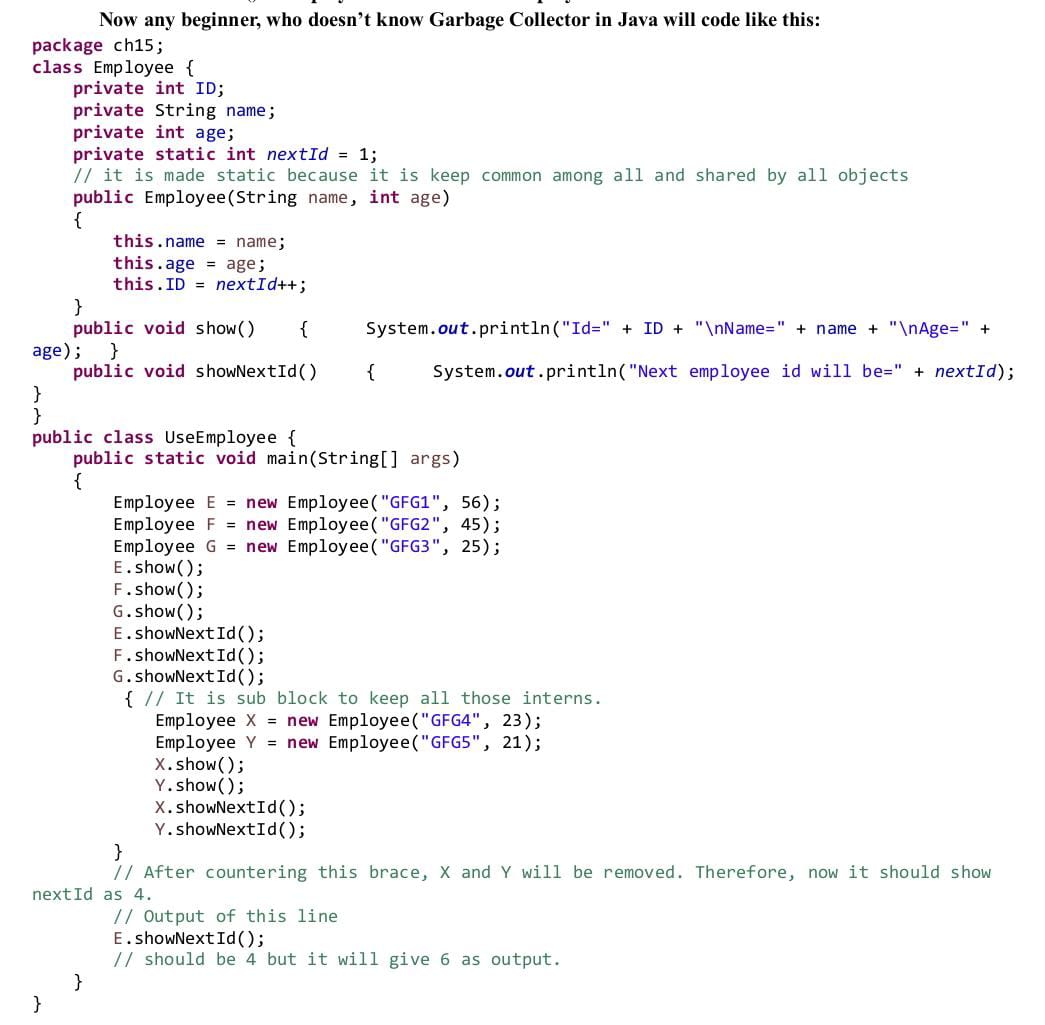 Now any beginner, who doesn't know Garbage Collector in Java will code like this:
package ch15;
class Employee {
    private int ID;
    private String name;
    private int age;
    private static int nextId = 1;
    // it is made static because it is keep common among all and shared by all objects
    public Employee(String name, int age)
    {
        this.name = name;
        this.age = age;
        this.ID = nextId++;
    }
    public void show()    {      System.out.println("Id=" + ID + "\nName=" + name + "\nAge=" +
age);   }
    public void showNextId()     {      System.out.println("Next employee id will be=" + nextId);
}
}
public class UseEmployee {
    public static void main(String[] args)
    {
        Employee E = new Employee("GFG1", 56);
        Employee F = new Employee("GFG2", 45);
        Employee G = new Employee("GFG3", 25);
        E.show();
        F.show();
        G.show();
        E.showNextId();
        F.showNextId();
        G.showNextId();
         { // It is sub block to keep all those interns.
            Employee X = new Employee("GFG4", 23);
            Employee Y = new Employee("GFG5", 21);
            X.show();
            Y.show();
            X.showNextId();
            Y.showNextId();
        }
        // After countering this brace, X and Y will be removed. Therefore, now it should show
nextId as 4.
        // Output of this line
        E.showNextId();
        // should be 4 but it will give 6 as output.
    }
}